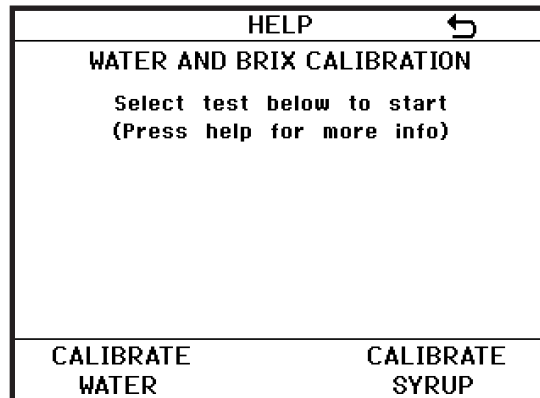 HELP
WATER AND BRIX CALIBRATION
Select test below to start
(Press help for more info)
CALIBRATE
WATER
CALIBRATE
SYRUP